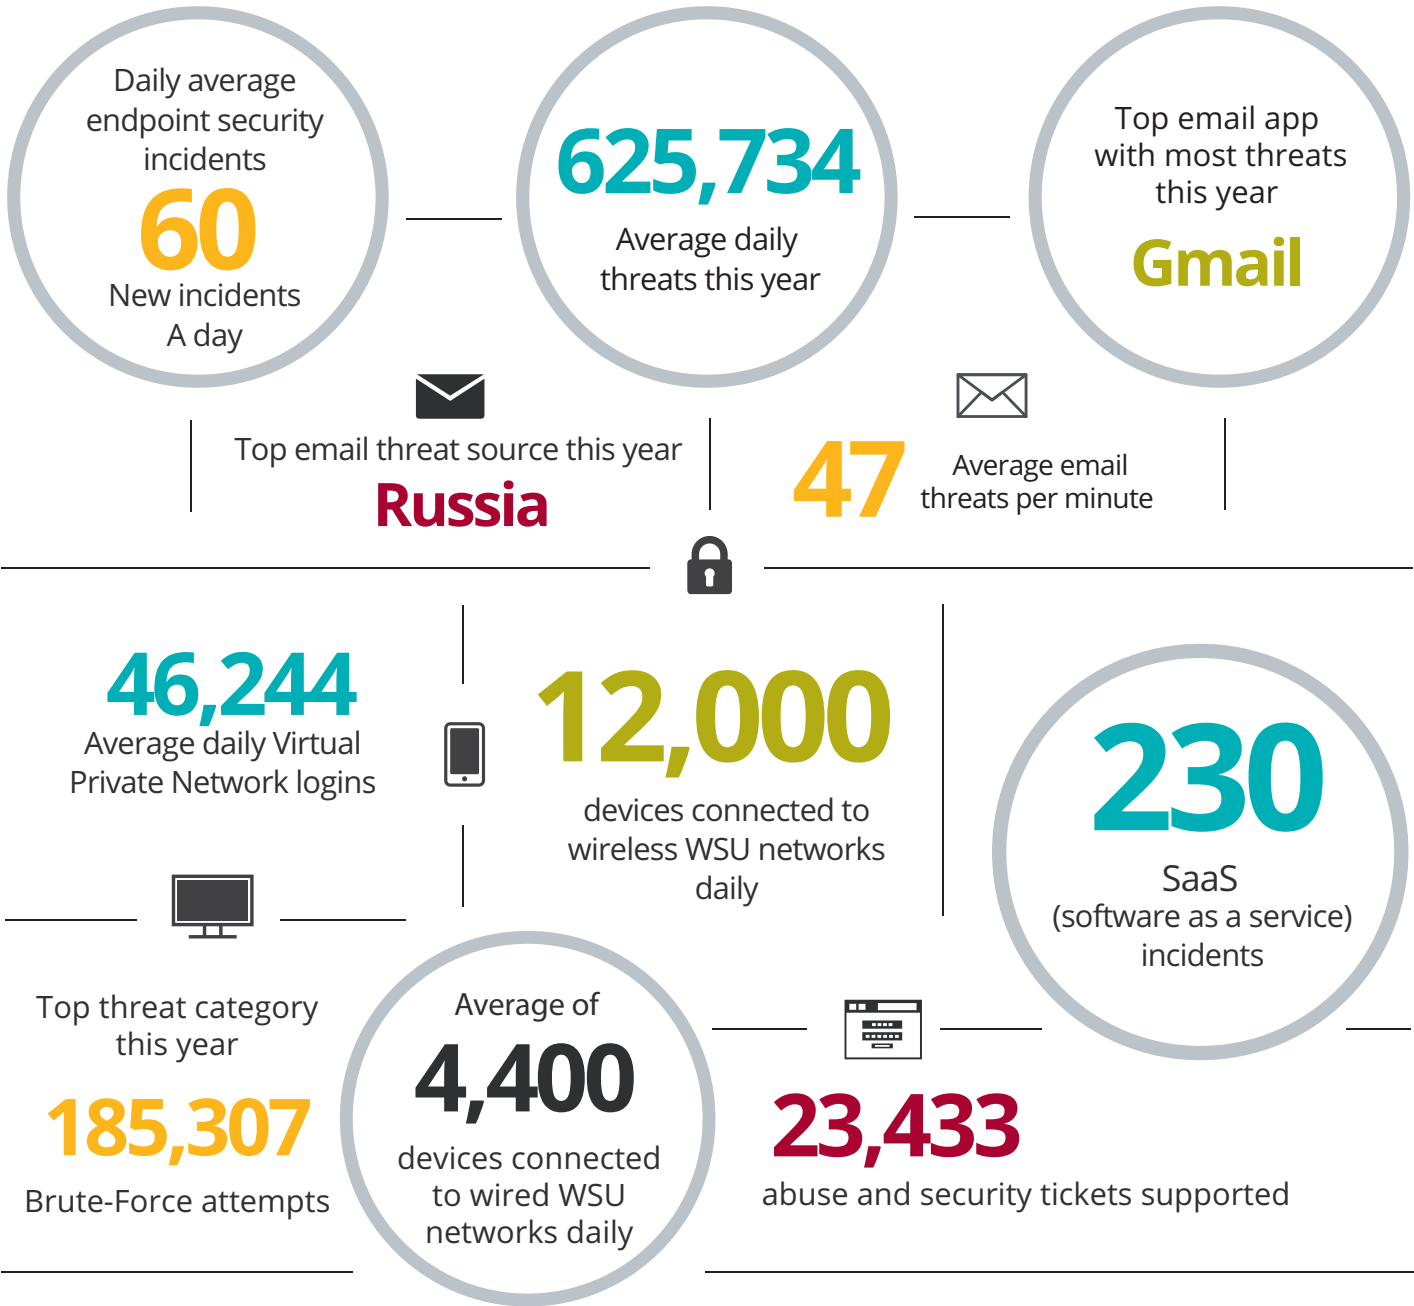 Daily average
endpoint security
incidents
60
New incidents
A day
625,734
Average daily
threats this year
Top email app
with most threats
this year
Gmail
Top email threat source this year
Russia
47
Average email
threats per minute
46,244
Average daily Virtual
Private Network logins
12,000
devices connected to
wireless WSU networks
daily
230
SaaS
(software as a service)
incidents
Top threat category
this year
185,307
Brute-Force attempts
Average of
4,400
devices connected
to wired WSU
networks daily
23,433
abuse and security tickets supported